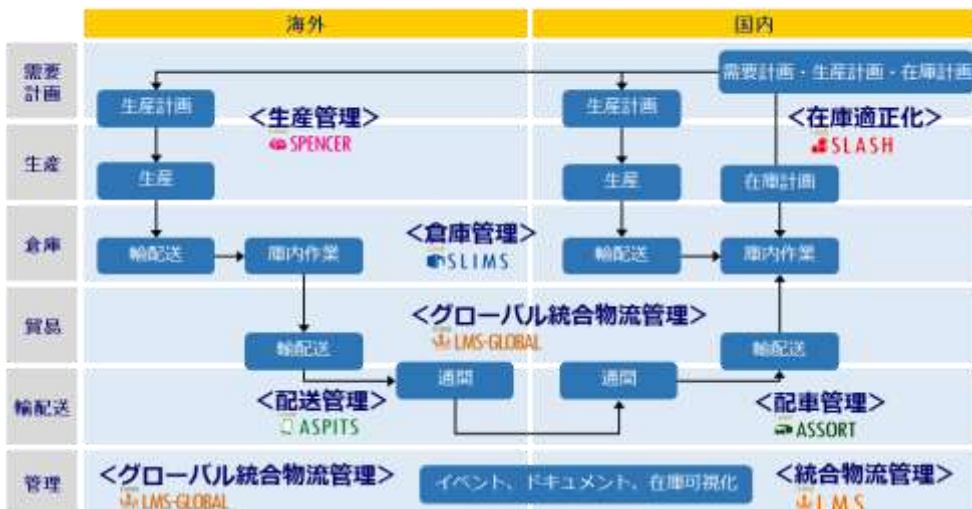 海外
国内
需要
計画
需要計画・生産計画・在庫計画
生産計画
<生産管理>
SPENCER
生産計画
<在庫適正化>
SLASH
生産
生産
生産
在庫計画
倉庫
輸配送
庫内作業
<倉庫管理>
SLIMS
輸配送
庫内作業
貿易
<グローバル統合物流管理>
LMS-GLOBAL
輸配送
輸配送
通関
通関
輸配送
<配送管理>
ASPITS
<配車管理>
ASSORT
管理
<グローバル統合物流管理>
LMS-GLOBAL
イベント、ドキュメント、在庫可視化
<統合物流管理>
LMS